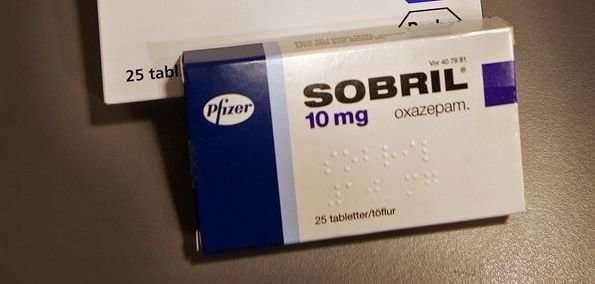 25 tabl
Vnr 40 79 81
SOBRIL®
10 mg oxazepam.
Pfizer
25 tabletter/töflur